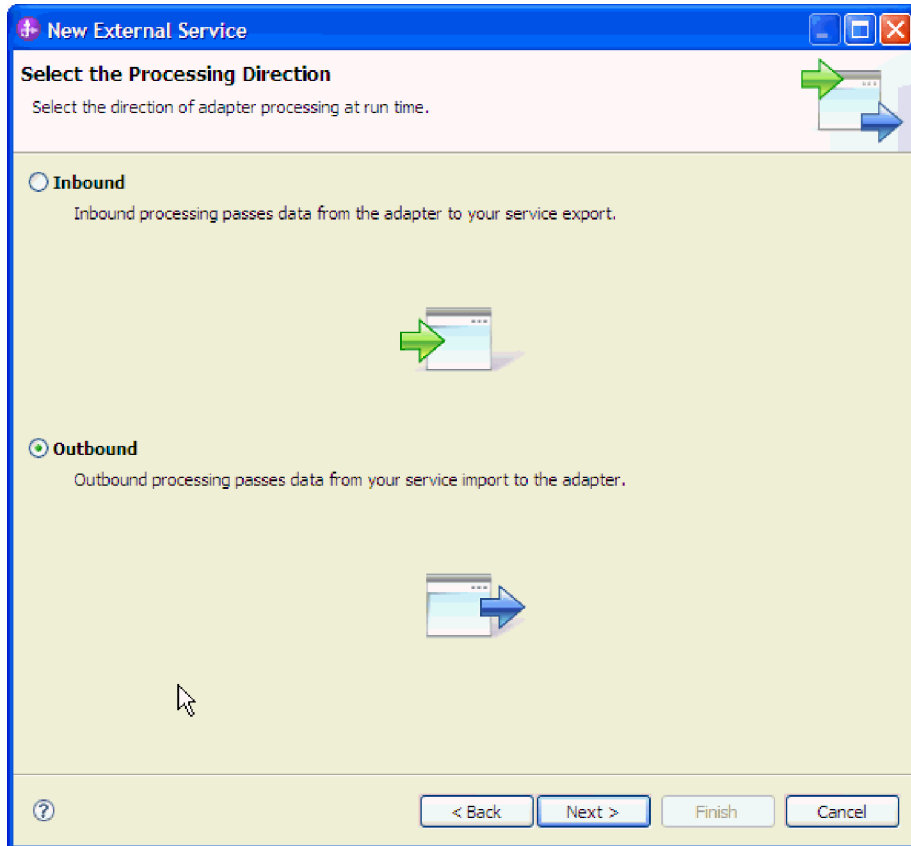 New External Service
Select the Processing Direction
Select the direction of adapter processing at run time.
Inbound
Inbound processing passes data from the adapter to your service export.
Outbound
Outbound processing passes data from your service import to the adapter.
?
< Back
Next >
Finish
Cancel